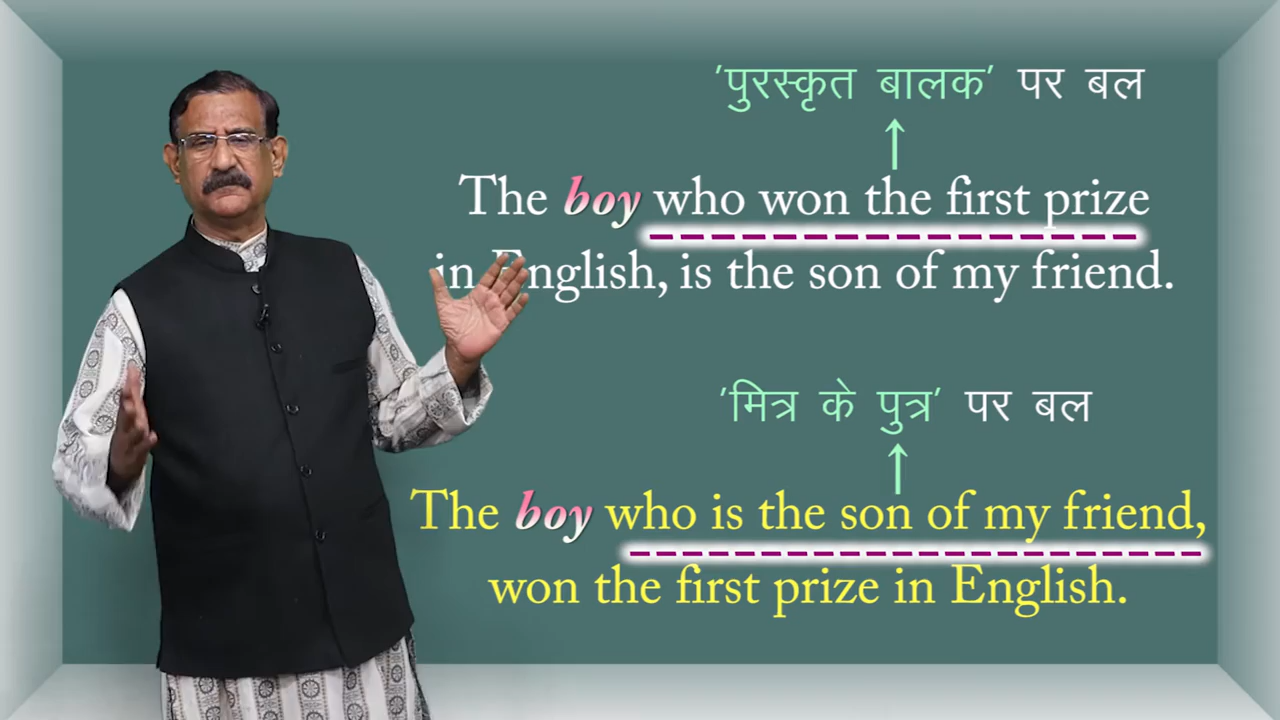 'पुरस्कृत बालक' पर बल
The boy who won the first prize
in English, is the son of my friend.
'मित्र के पुत्र' पर बल
The boy who is the son of my friend,
won the first prize in English.